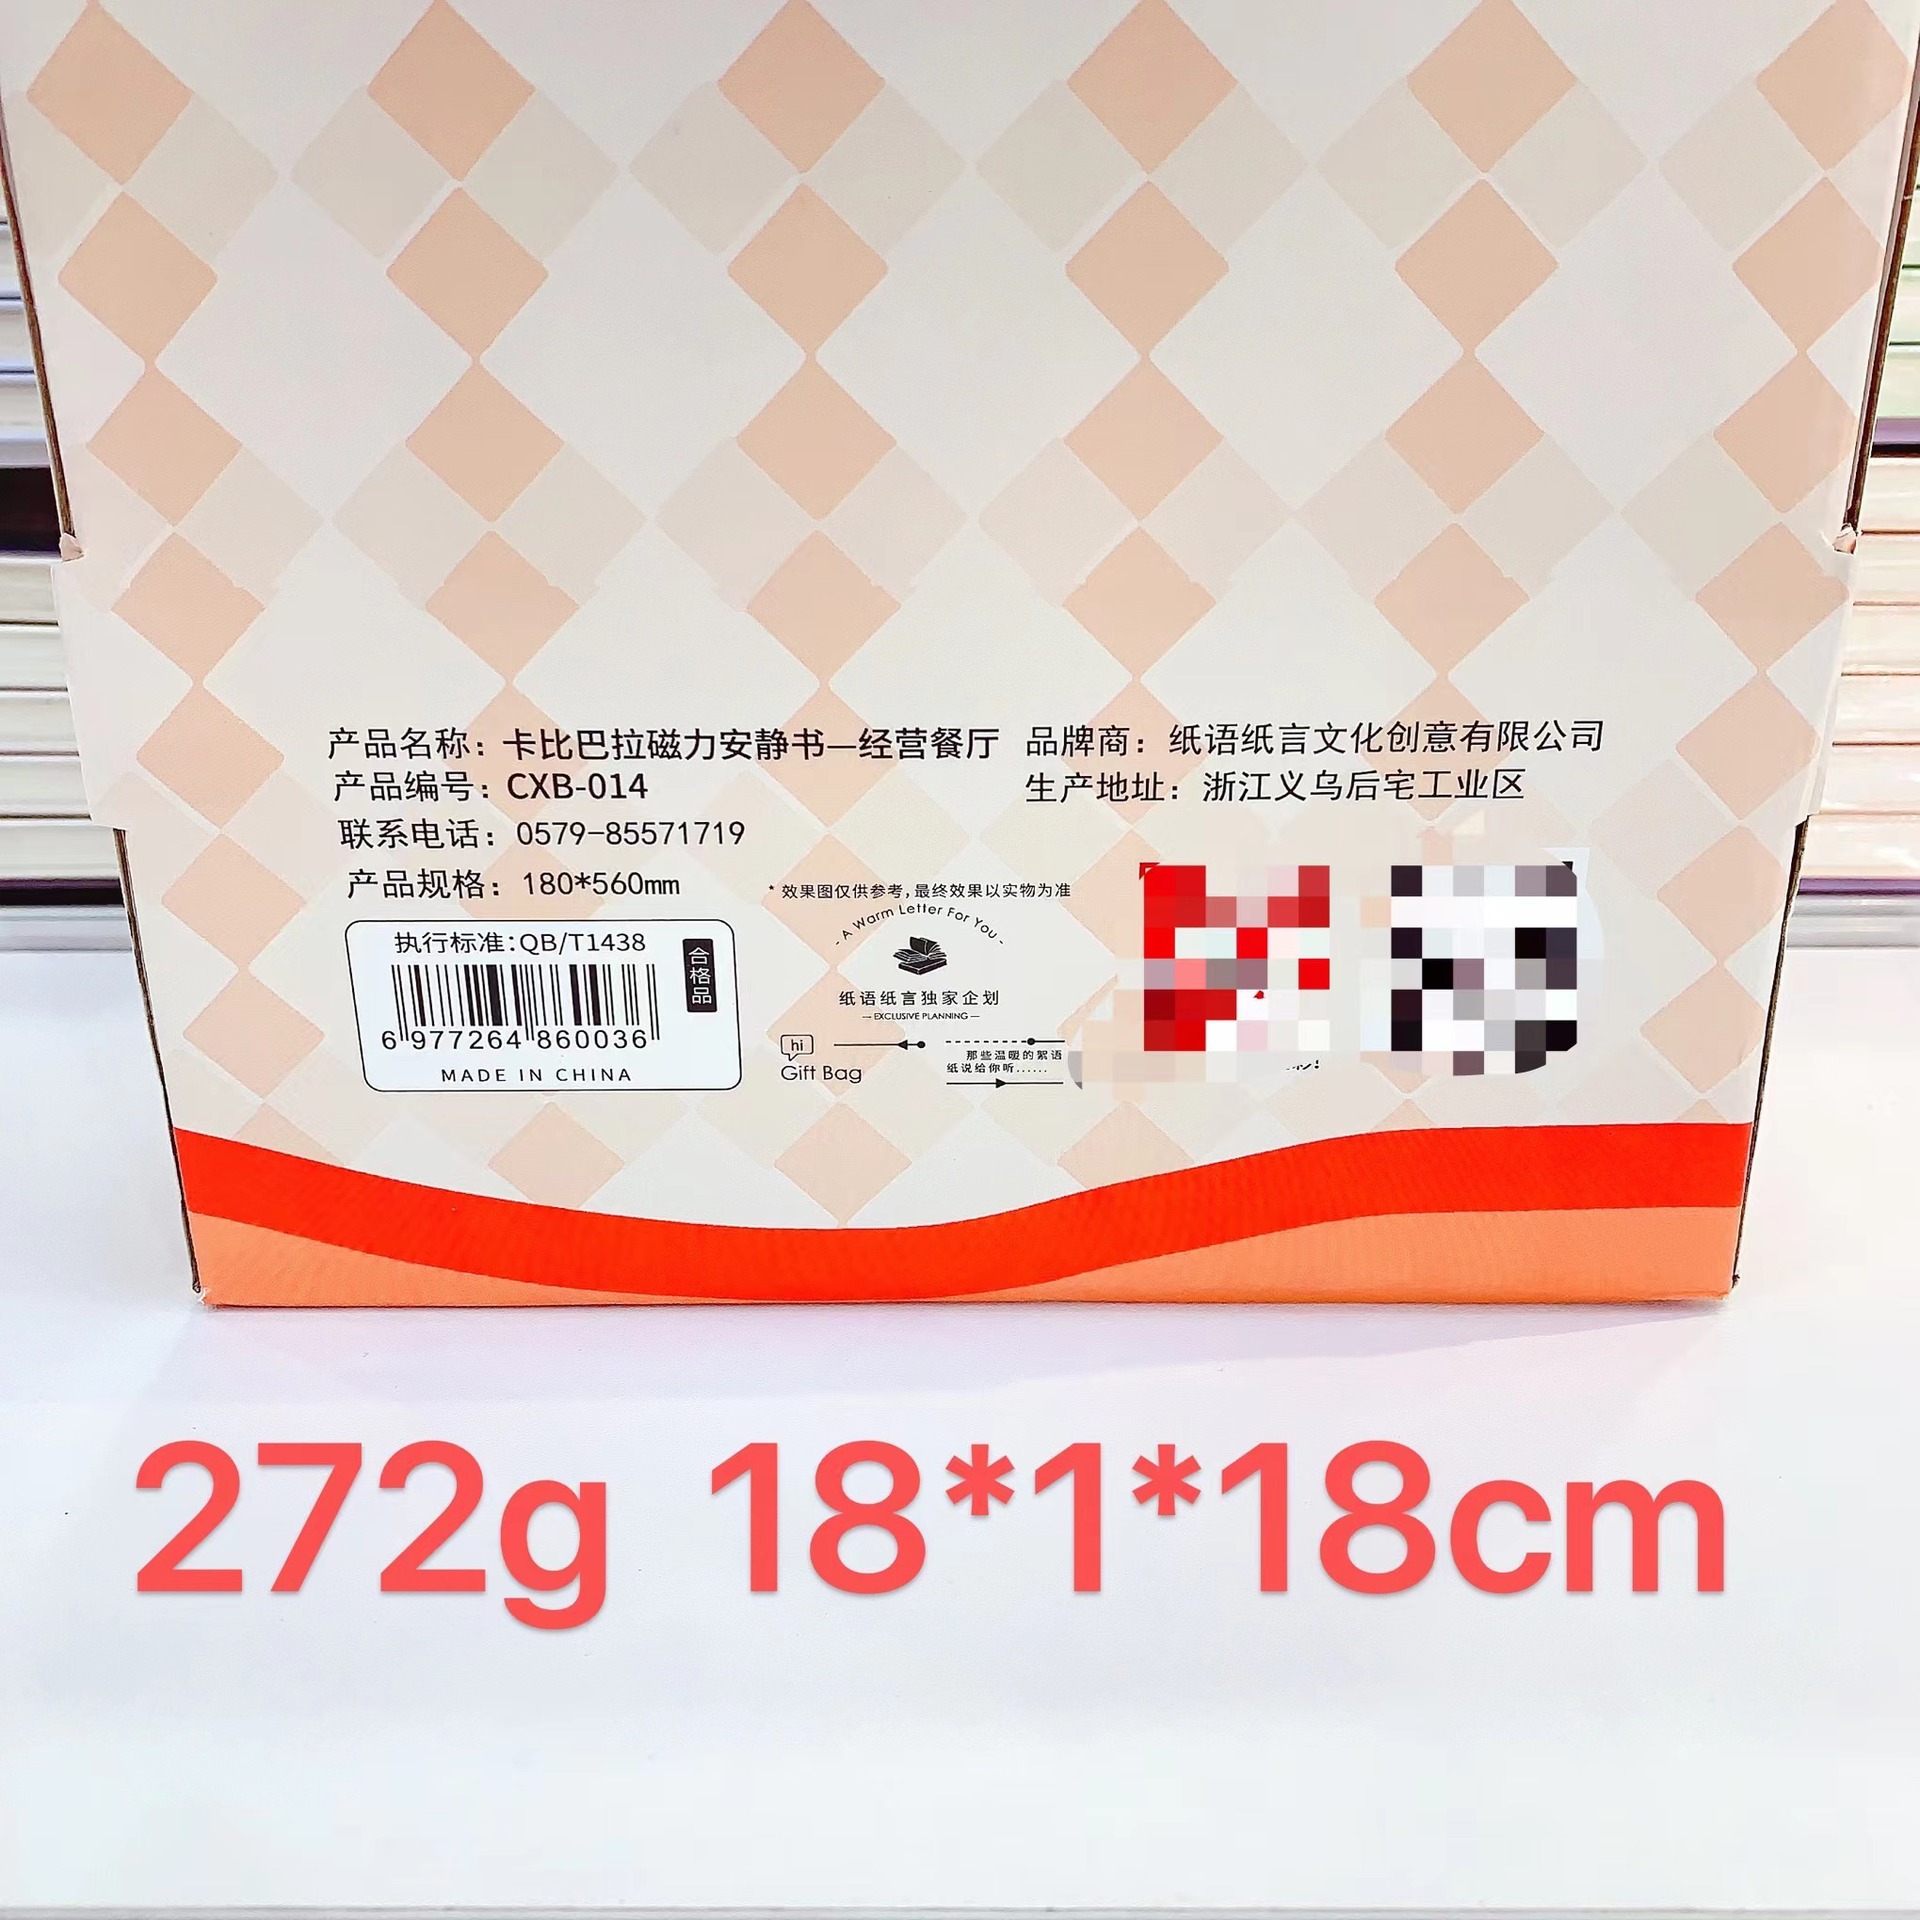 产品名称：卡比巴拉磁力安静书—经营餐厅
产品编号：CXB-014
联系电话：0579-85571719
产品规格：180*560mm
品牌商：纸语纸言文化创意有限公司
生产地址：浙江义乌后宅工业区
执行标准:QB/T1438
合格品
6 977264 860036
MADE IN CHINA
* 效果图仅供参考,最终效果以实物为准
- A Warm Letter For You -
纸语纸言独家企划
— EXCLUSIVE PLANNING —
hi
Gift Bag
那些温暖的絮语
纸说给你听......
272g 18*1*18cm